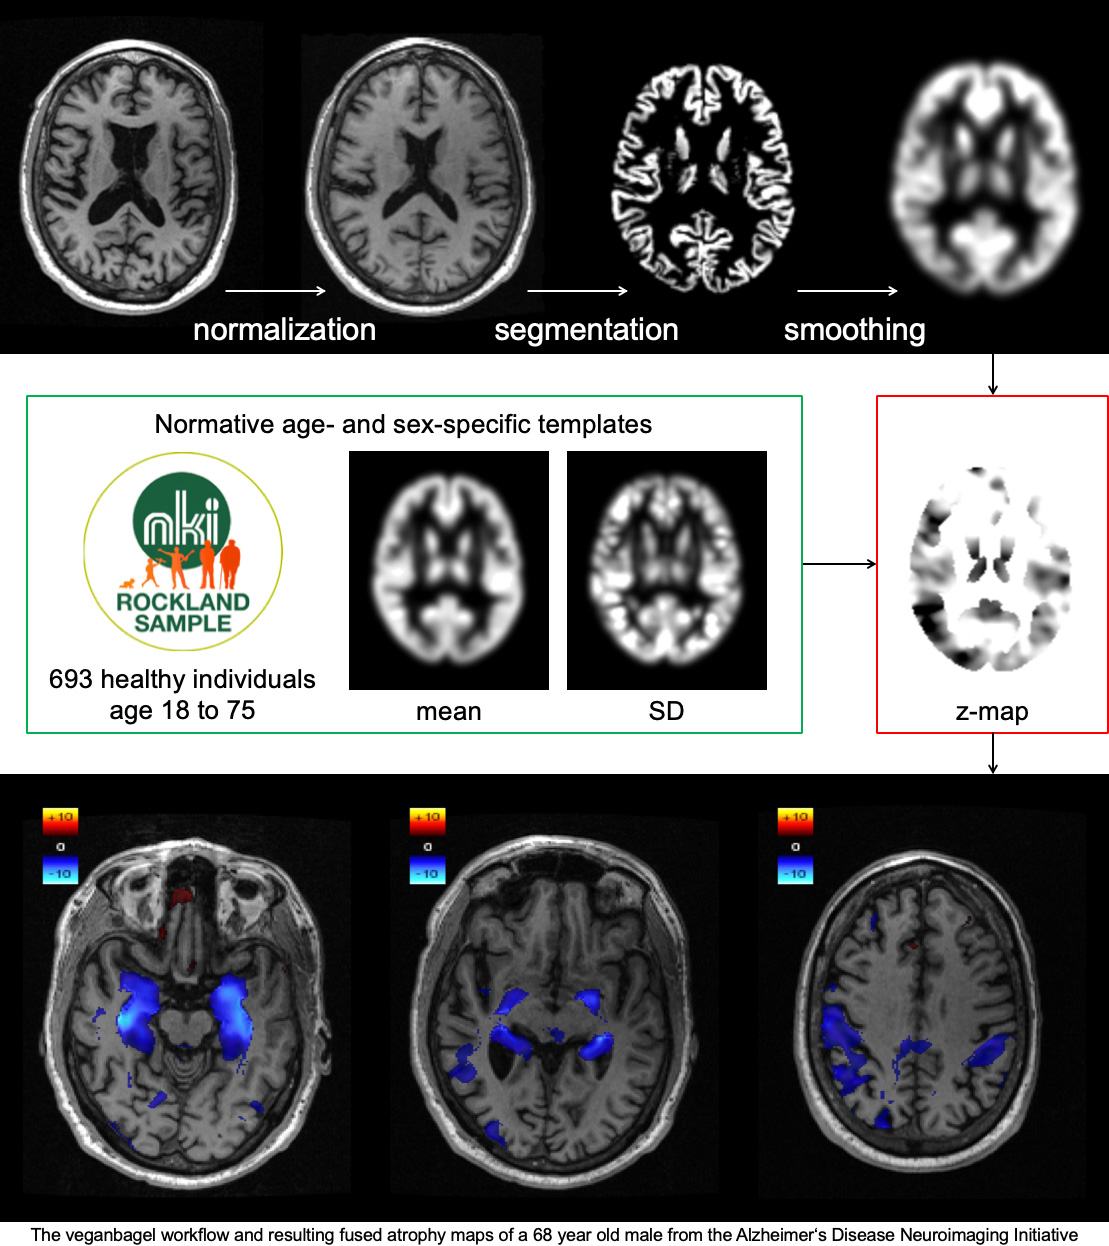 normalization
segmentation
smoothing
Normative age- and sex-specific templates
nki
ROCKLAND
SAMPLE
693 healthy individuals
age 18 to 75
mean
SD
z-map
+10
0
-10
+10
0
-10
+10
0
-10
The veganbagel workflow and resulting fused atrophy maps of a 68 year old male from the Alzheimer‘s Disease Neuroimaging Initiative